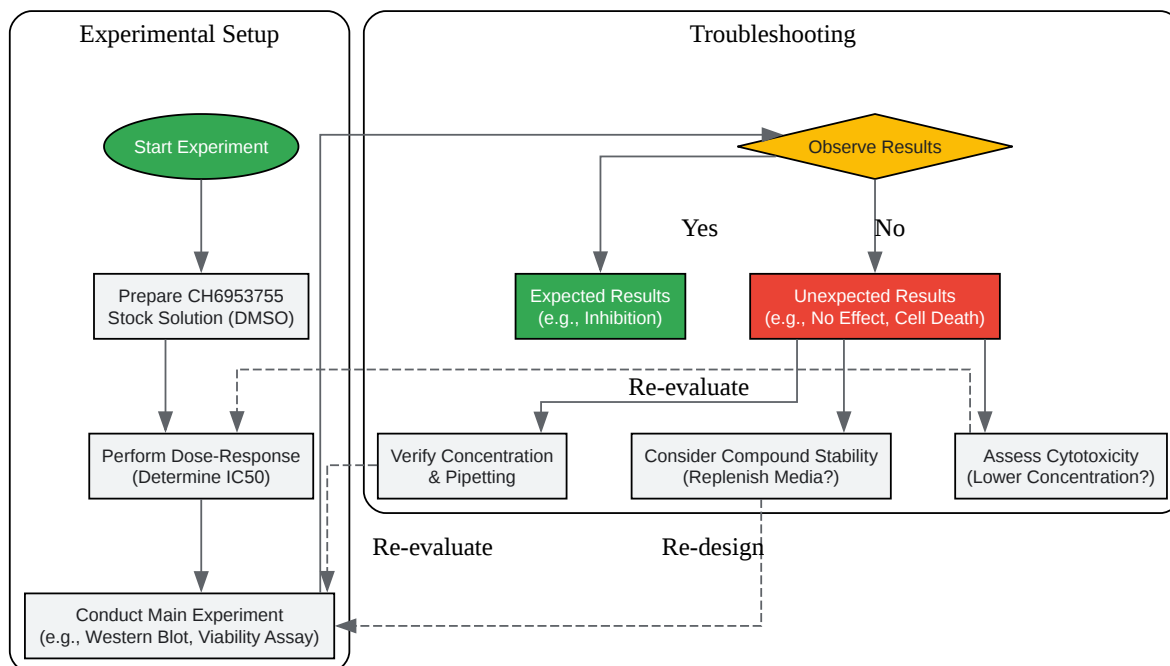 Experimental Setup
Troubleshooting
Start Experiment
Observe Results
Yes
No
Prepare CH6953755
Stock Solution (DMSO)
Expected Results
(e.g., Inhibition)
Unexpected Results
(e.g., No Effect, Cell Death)
Re-evaluate
Perform Dose-Response
(Determine IC50)
Verify Concentration
& Pipetting
Consider Compound Stability
(Replenish Media?)
Assess Cytotoxicity
(Lower Concentration?)
Re-evaluate
Re-design
Conduct Main Experiment
(e.g., Western Blot, Viability Assay)